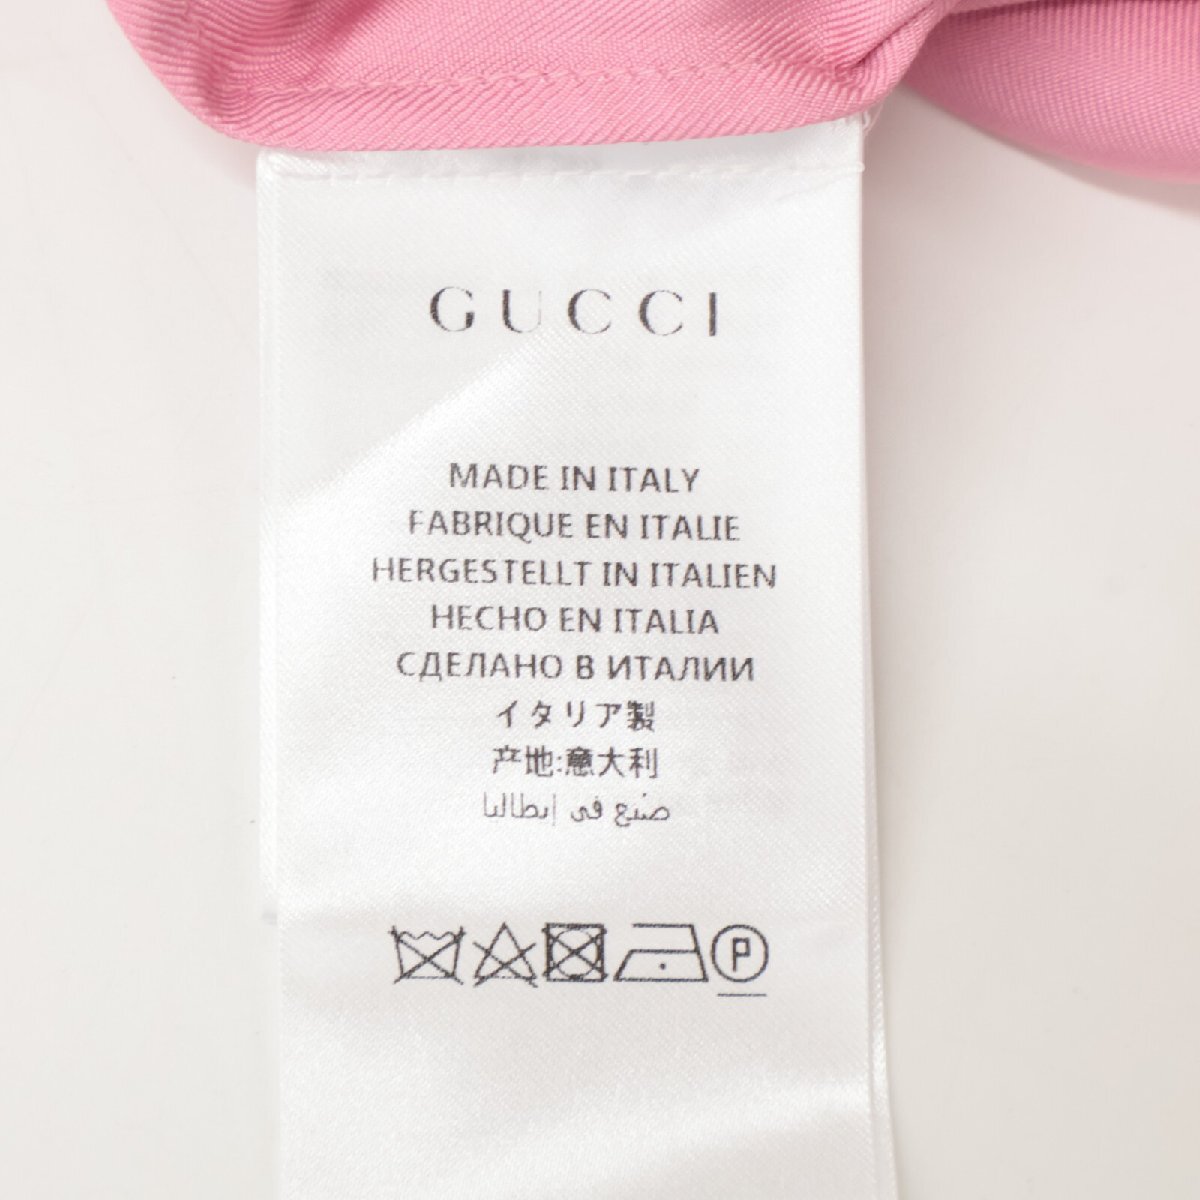 GUCCI
MADE IN ITALY
FABRIQUE EN ITALIE
HERGESTELLT IN ITALIEN
HECHO EN ITALIA
СДЕЛАНО В ИТАЛИИ
イタリア製
产地:意大利
صنع في إيطاليا
P